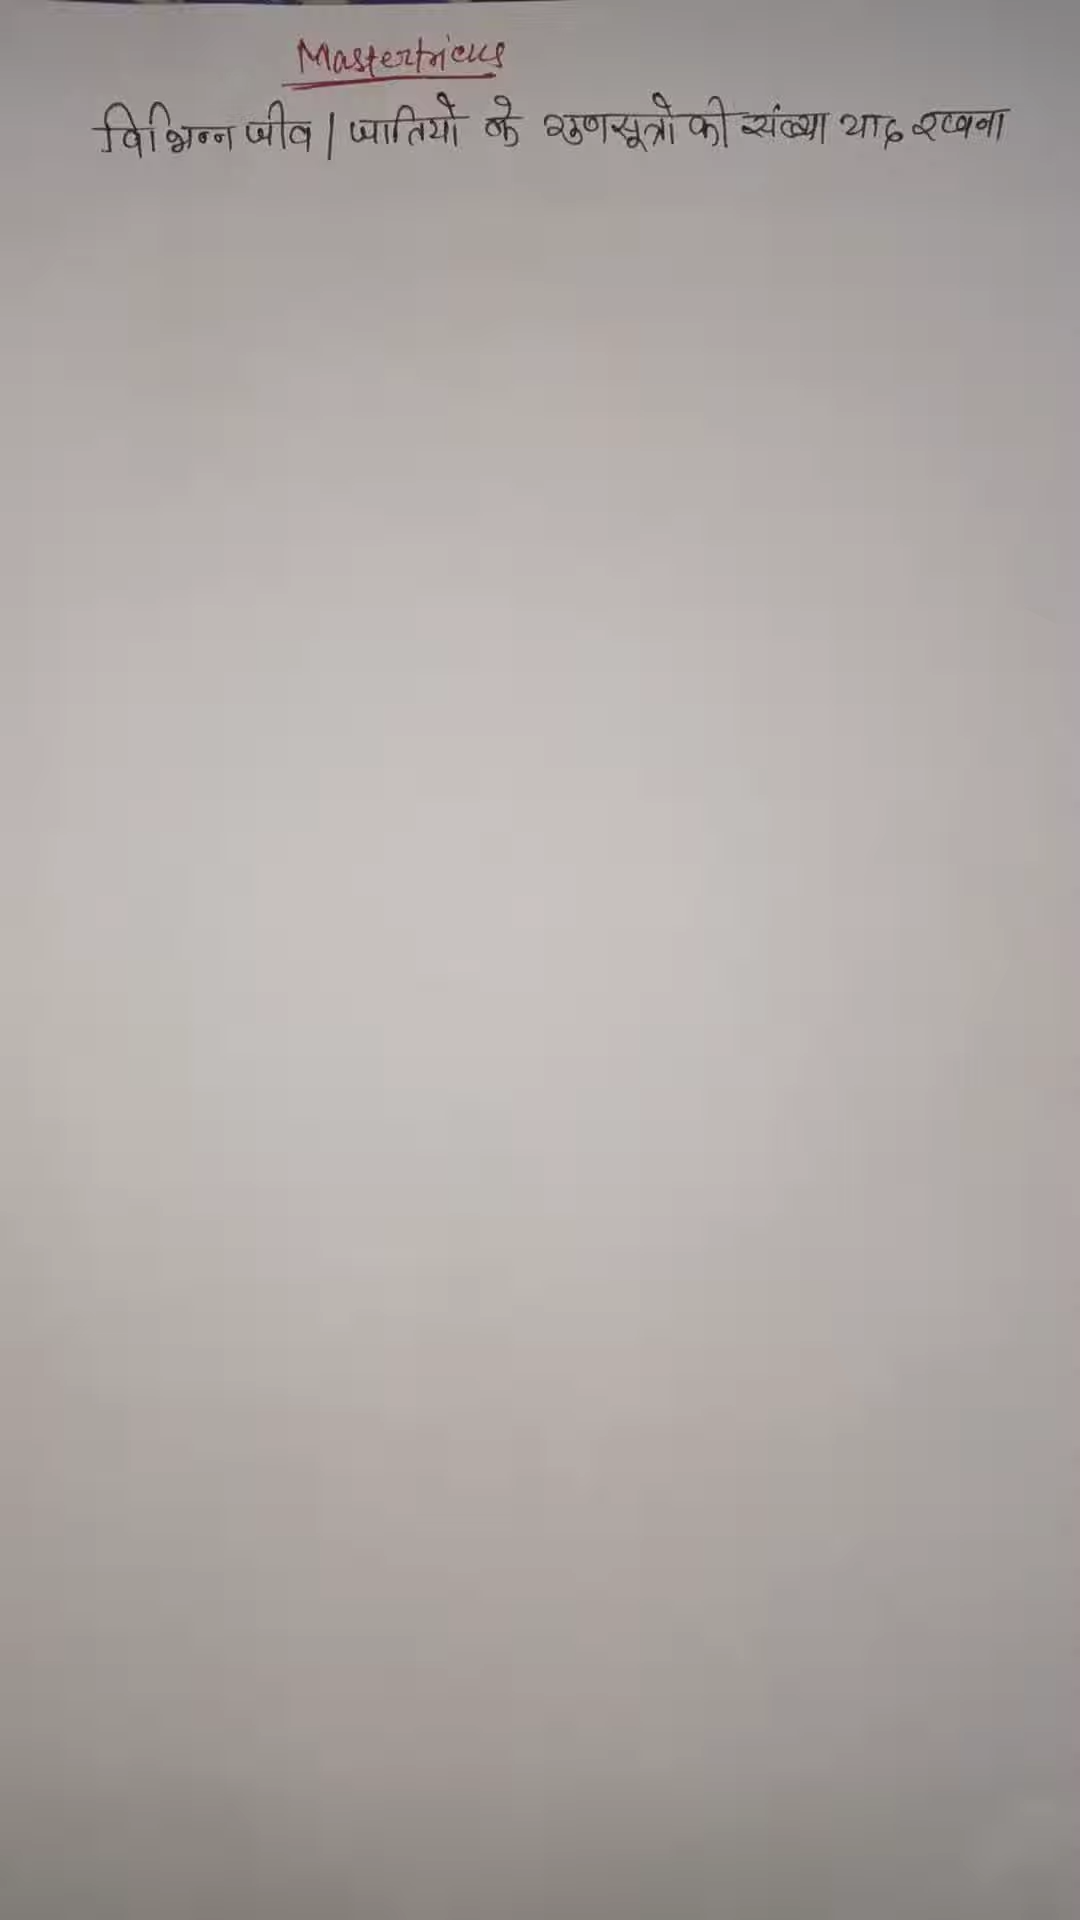 Mastertricks
विभिन्न जीव / जातियो के गुणसूत्रो की संख्या याद रखना